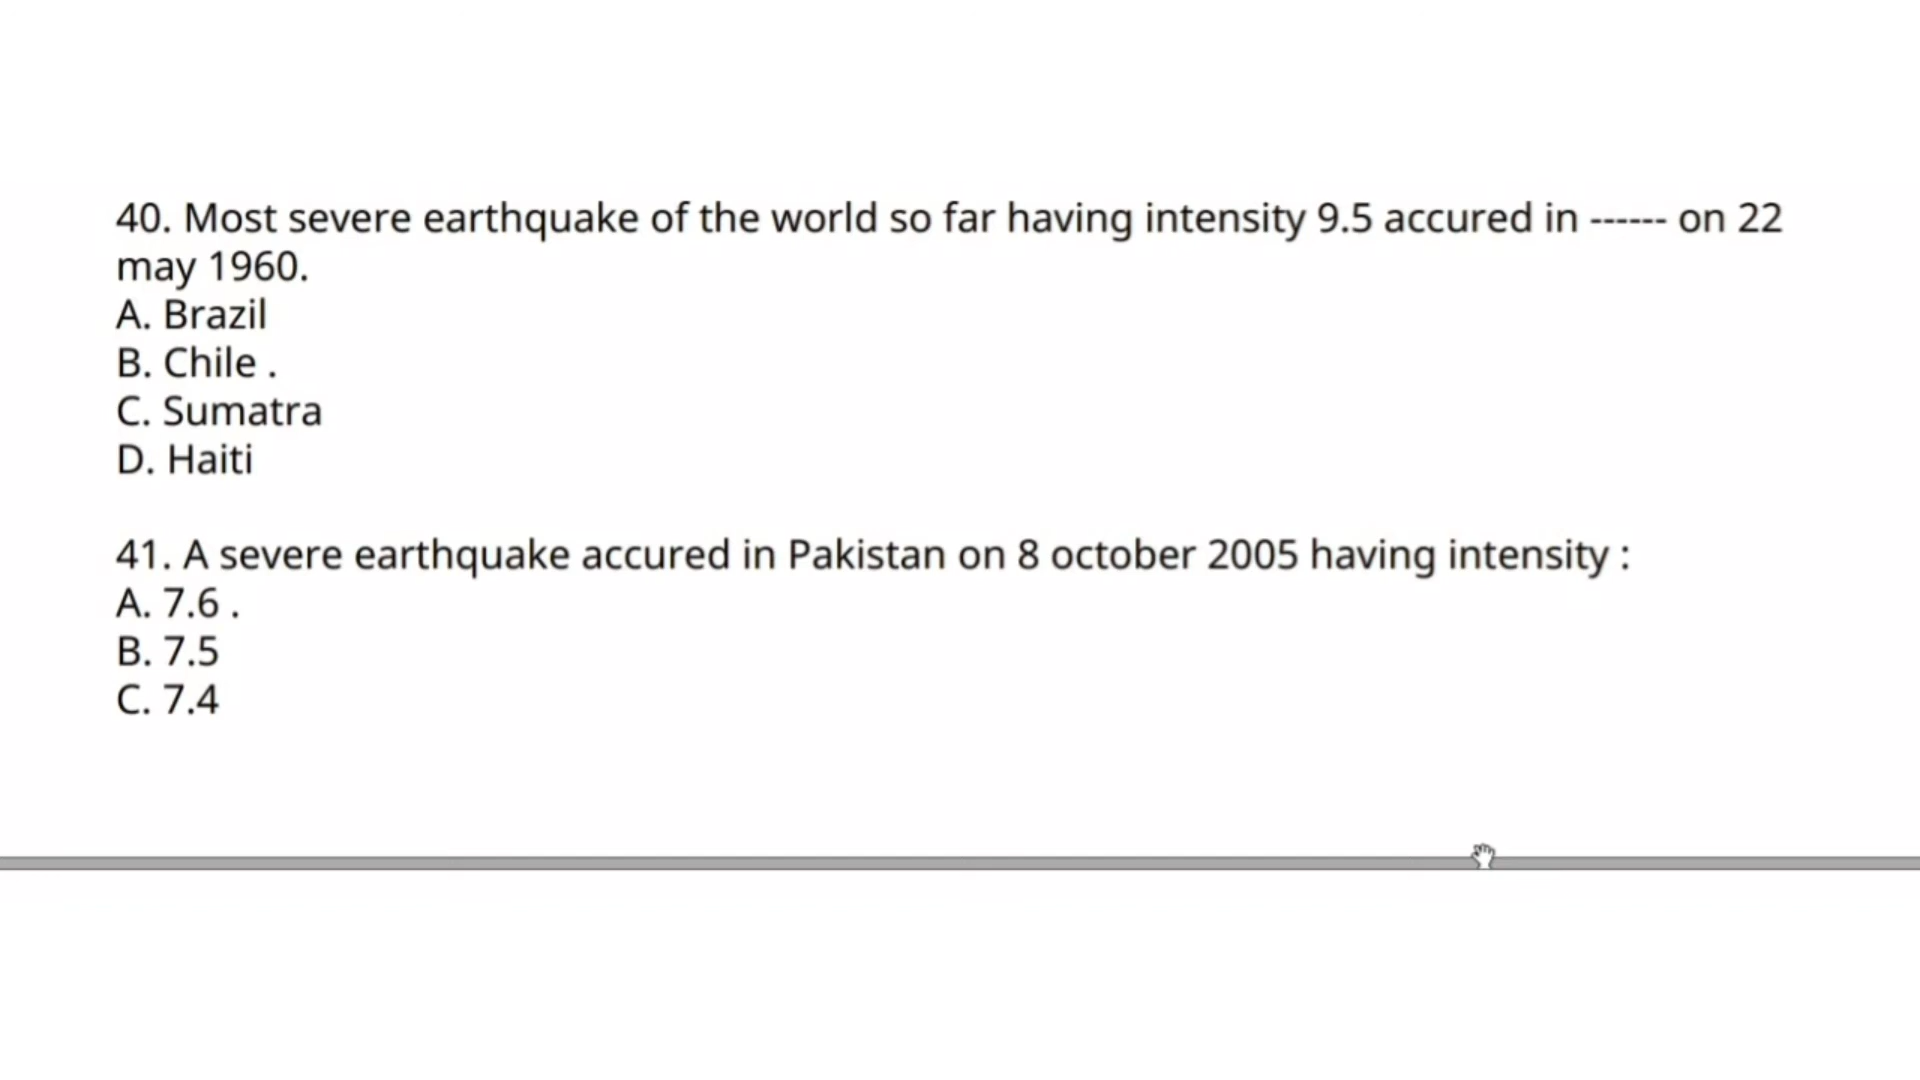 40. Most severe earthquake of the world so far having intensity 9.5 accured in ------ on 22
may 1960.
A. Brazil
B. Chile .
C. Sumatra
D. Haiti
41. A severe earthquake accured in Pakistan on 8 october 2005 having intensity :
A. 7.6 .
B. 7.5
C. 7.4